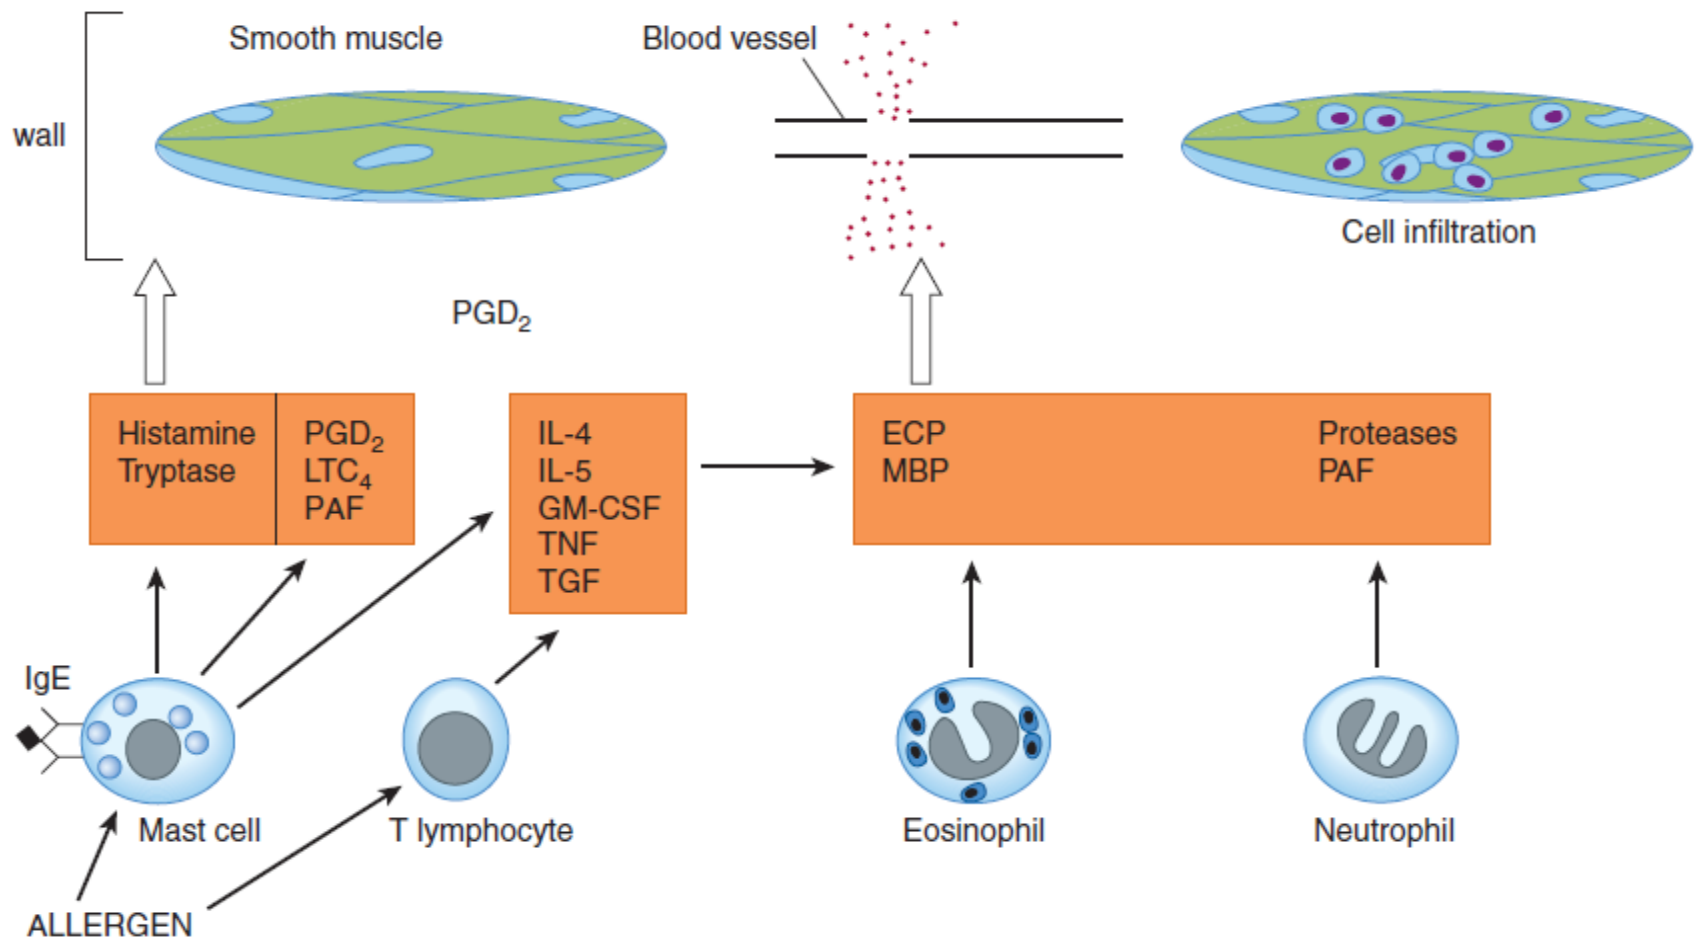 Smooth muscle
Blood vessel
wall
Cell infiltration
PGD₂
Histamine
Tryptase
PGD₂
LTC₄
PAF
IL-4
IL-5
GM-CSF
TNF
TGF
ECP
MBP
Proteases
PAF
IgE
Mast cell
T lymphocyte
Eosinophil
Neutrophil
ALLERGEN